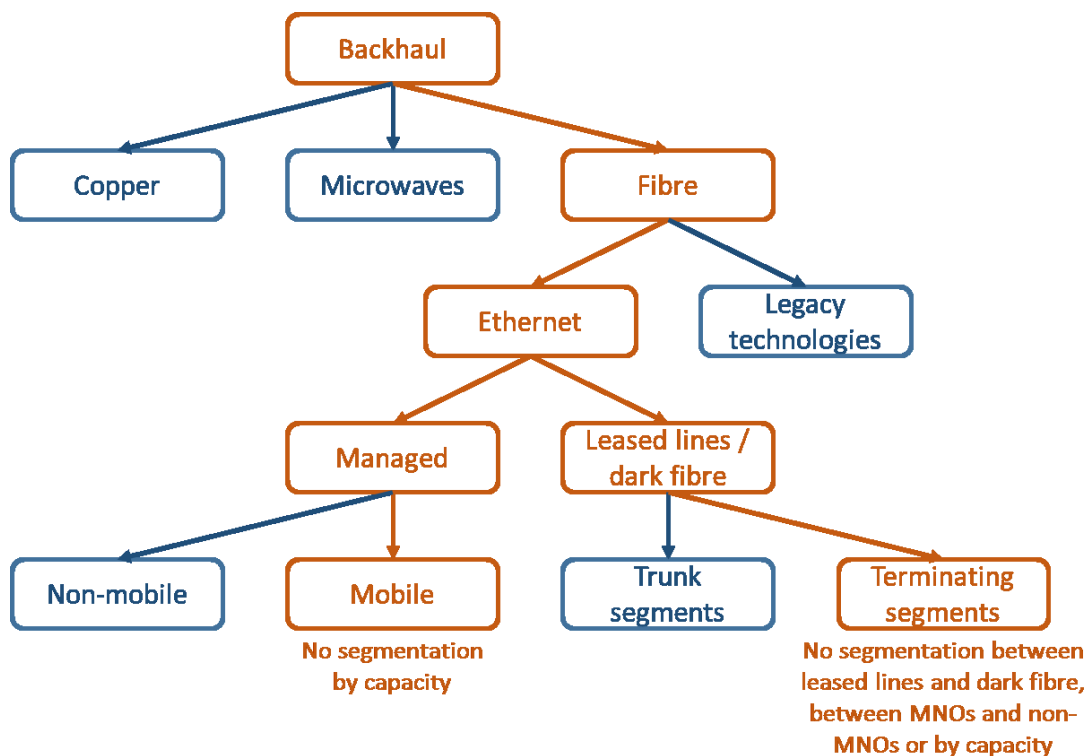 Backhaul
Copper
Microwaves
Fibre
Ethernet
Legacy
technologies
Managed
Leased lines /
dark fibre
Non-mobile
Mobile
Trunk
segments
Terminating
segments
No segmentation
by capacity
No segmentation between
leased lines and dark fibre,
between MNOs and non-
MNOs or by capacity